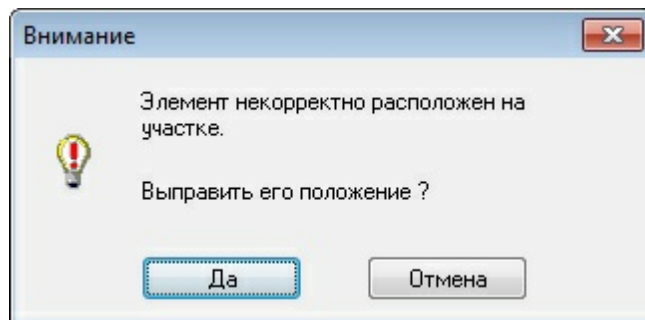 Внимание
Элемент некорректно расположен на
участке.
Выправить его положение ?
Да
Отмена